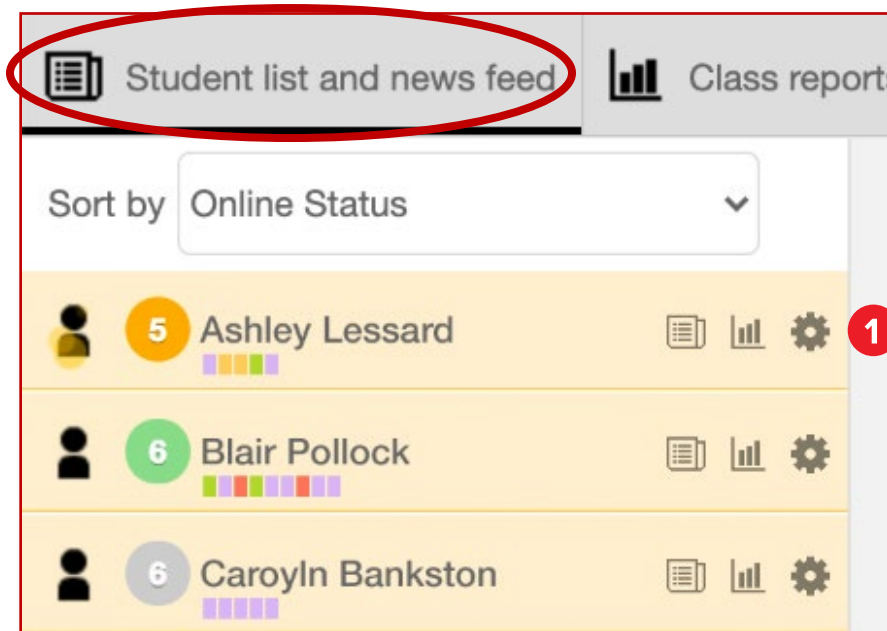 Student list and news feed
Class reports
Sort by Online Status
5 Ashley Lessard 1
6 Blair Pollock
6 Caroyln Bankston